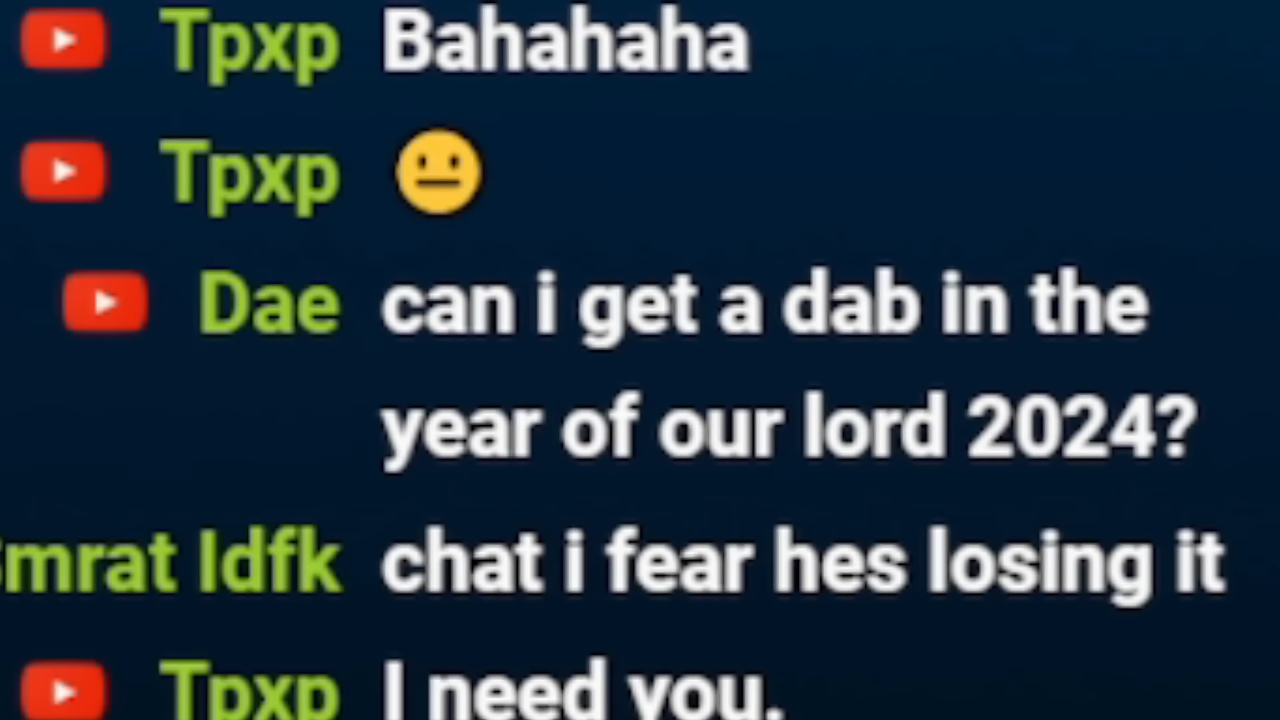 Tpxp Bahahaha
Tpxp 😐
Dae can i get a dab in the
year of our lord 2024?
mrat Idfk chat i fear hes losing it
Tpxp I need you.